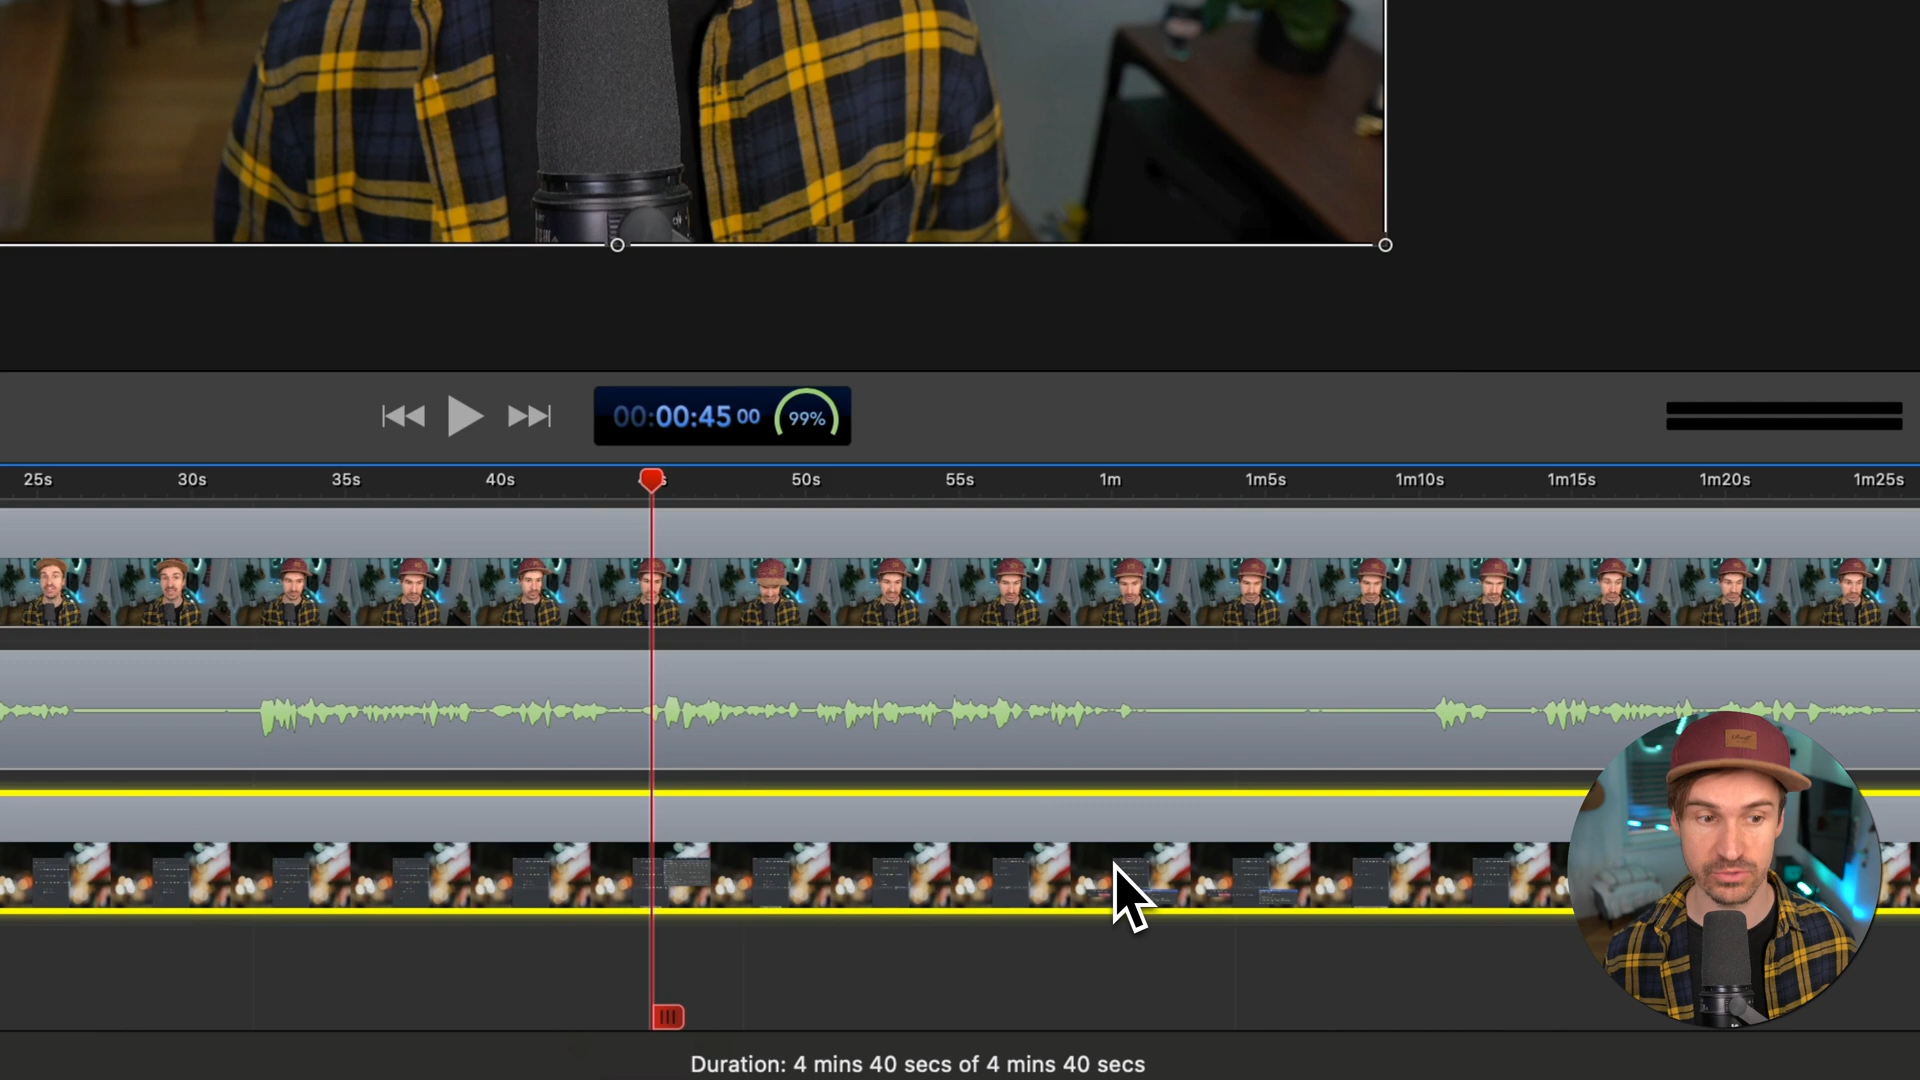 00:00:45 00
99%
25s 30s 35s 40s 50s 55s 1m 1m5s 1m10s 1m15s 1m20s 1m25s
Duration: 4 mins 40 secs of 4 mins 40 secs